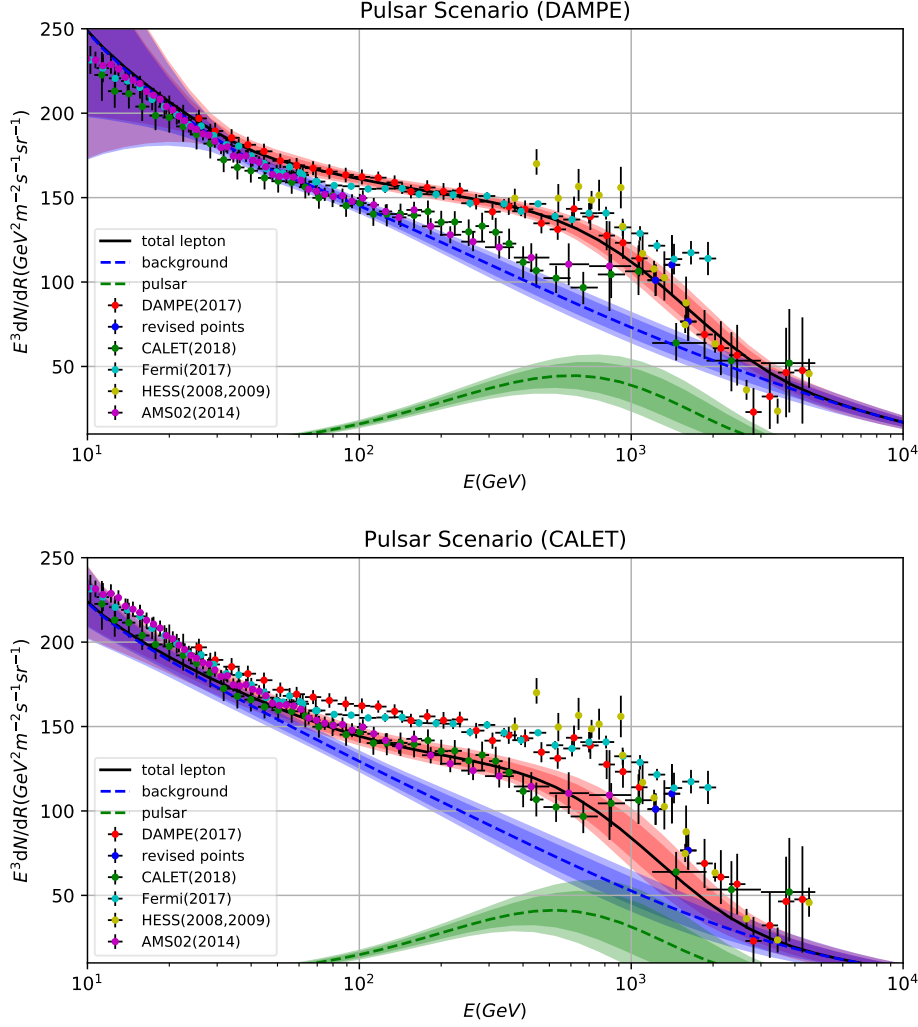 Pulsar Scenario (DAMPE)
250
200
150
100
50
E³dN/dR(GeV²m⁻²s⁻¹sr⁻¹)
total lepton
background
pulsar
DAMPE(2017)
revised points
CALET(2018)
Fermi(2017)
HESS(2008,2009)
AMS02(2014)
10¹ 10² 10³ 10⁴
E(GeV)
Pulsar Scenario (CALET)
250
200
150
100
50
E³dN/dR(GeV²m⁻²s⁻¹sr⁻¹)
total lepton
background
pulsar
DAMPE(2017)
revised points
CALET(2018)
Fermi(2017)
HESS(2008,2009)
AMS02(2014)
10¹ 10² 10³ 10⁴
E(GeV)